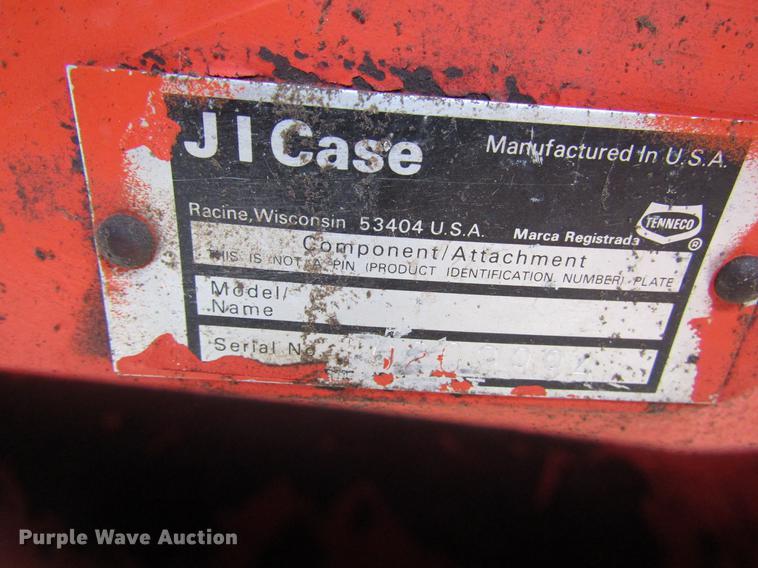 JI Case
Manufactured In U.S.A.
Racine, Wisconsin 53404 U.S.A.
Marca Registrada
TENNECO
®
Component/Attachment
THIS IS NOT A PIN (PRODUCT IDENTIFICATION NUMBER) PLATE
Model/
Name
Serial No.
Purple Wave Auction